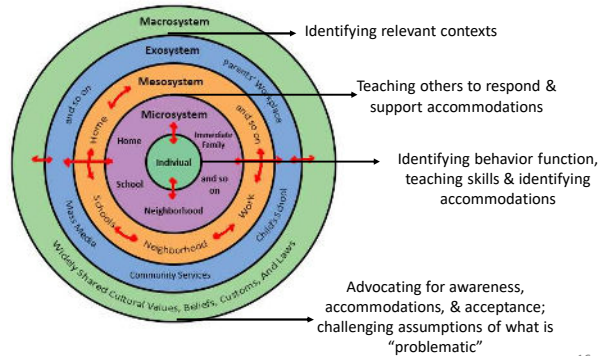 Macrosystem
Exosystem
Parents' Workplace
and so on
Mesosystem
and so on
Home
Microsystem
Home
Immediate
Family
Indiviual
School
and so
on
Neighborhood
Schools
Neighborhood
Work
Mass Media
Community Services
Child's School
Widely Shared Cultural Values, Beliefs, Customs, And Laws
Identifying relevant contexts
Teaching others to respond &
support accommodations
Identifying behavior function,
teaching skills & identifying
accommodations
Advocating for awareness,
accommodations, & acceptance;
challenging assumptions of what is
“problematic”